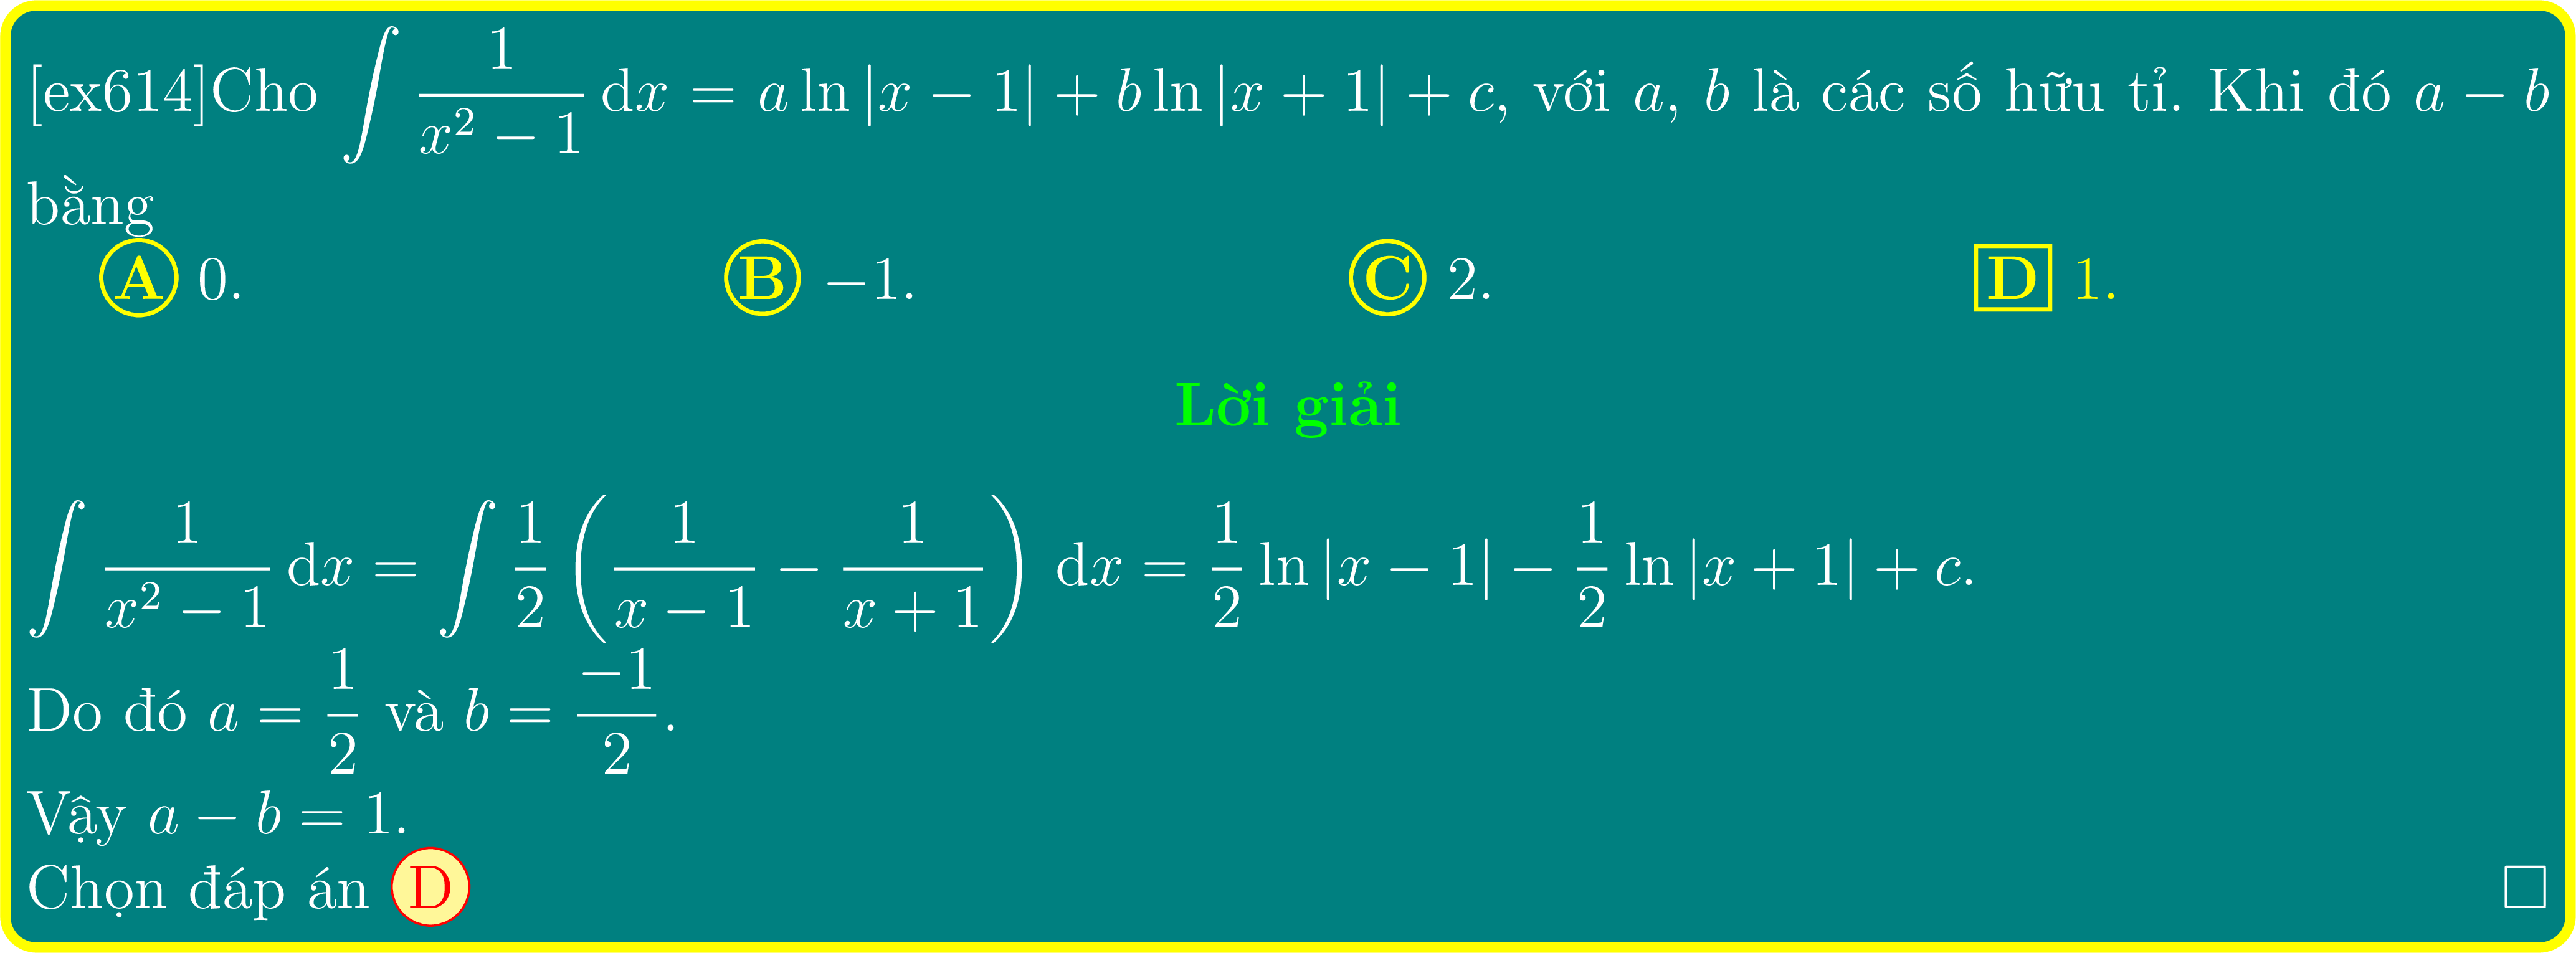 [ex614]Cho $\int \frac{1}{x^2-1}\,\mathrm{d}x = a\ln|x-1| + b\ln|x+1| + c$, với $a$, $b$ là các số hữu tỉ. Khi đó $a-b$
bằng
A 0. B −1. C 2. D 1.
Lời giải
$\int \frac{1}{x^2-1}\,\mathrm{d}x = \int \frac{1}{2}\left(\frac{1}{x-1} - \frac{1}{x+1}\right)\,\mathrm{d}x = \frac{1}{2}\ln|x-1| - \frac{1}{2}\ln|x+1| + c.$
Do đó $a = \frac{1}{2}$ và $b = \frac{-1}{2}$.
Vậy $a - b = 1$.
Chọn đáp án D □